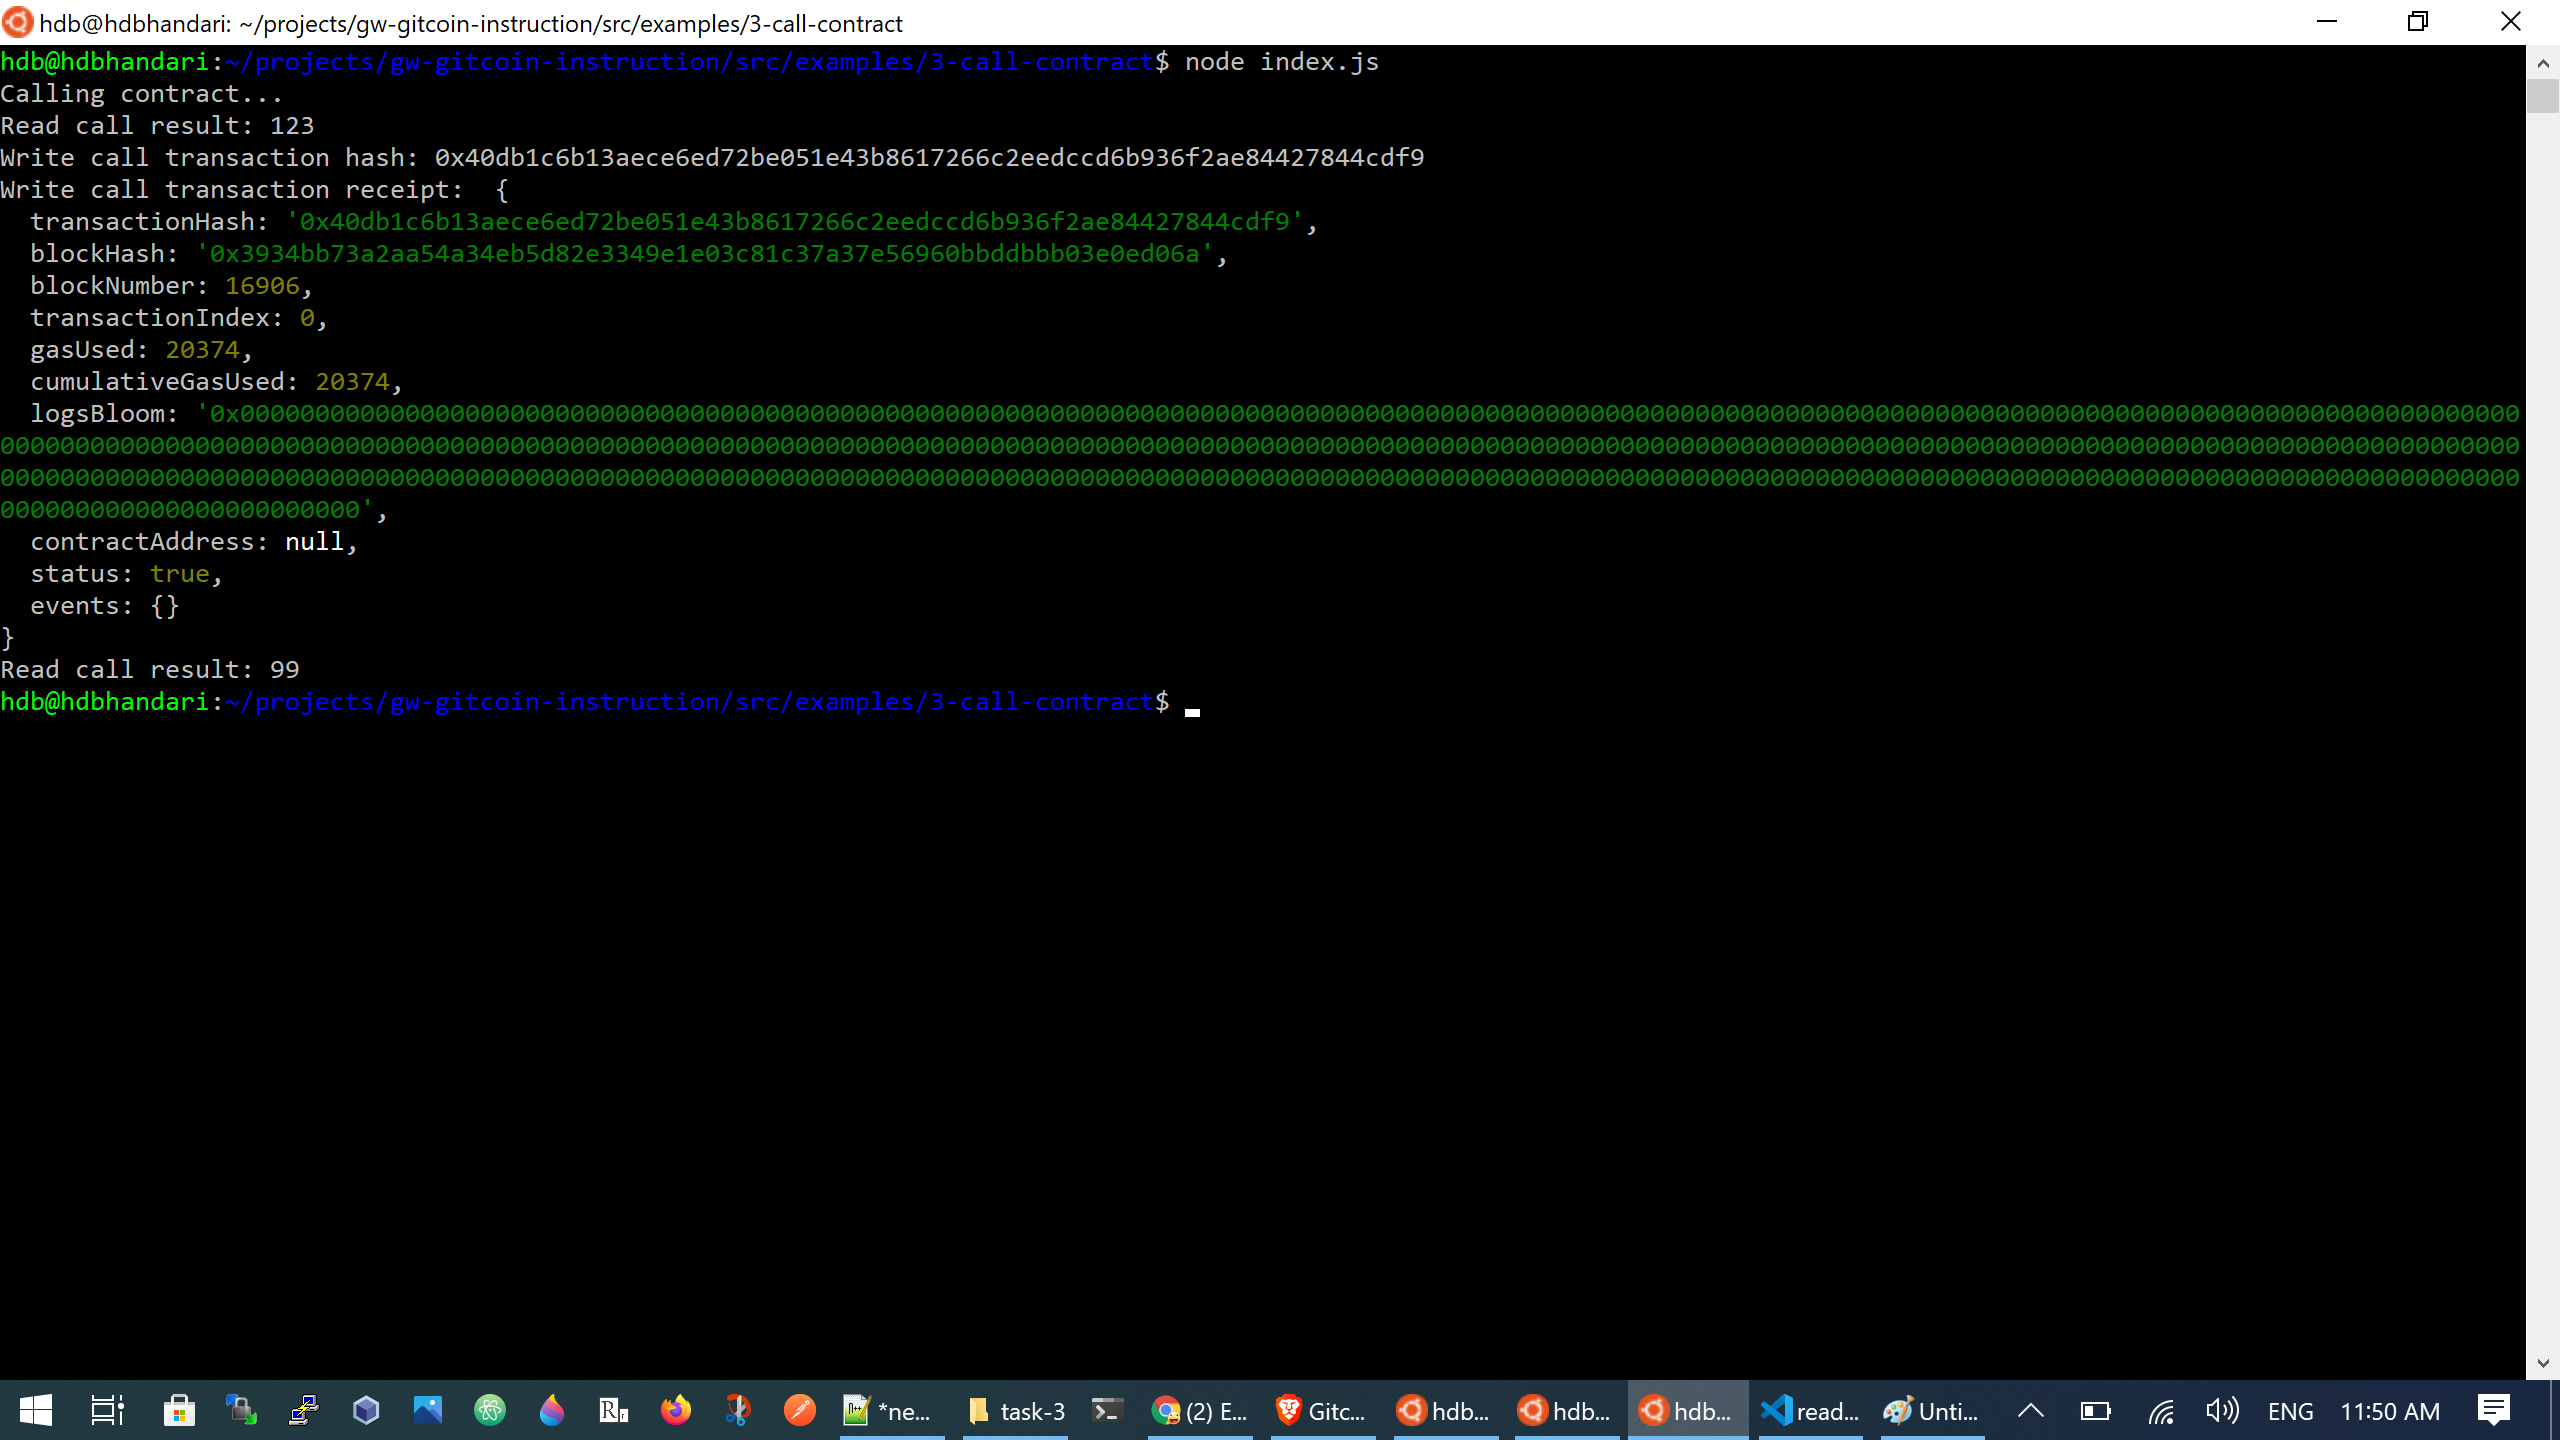 hdb@hdbhandari: ~/projects/gw-gitcoin-instruction/src/examples/3-call-contract
hdb@hdbhandari:~/projects/gw-gitcoin-instruction/src/examples/3-call-contract$ node index.js
Calling contract...
Read call result: 123
Write call transaction hash: 0x40db1c6b13aece6ed72be051e43b8617266c2eedccd6b936f2ae84427844cdf9
Write call transaction receipt:  {
  transactionHash: '0x40db1c6b13aece6ed72be051e43b8617266c2eedccd6b936f2ae84427844cdf9',
  blockHash: '0x3934bb73a2aa54a34eb5d82e3349e1e03c81c37a37e56960bbddbbb03e0ed06a',
  blockNumber: 16906,
  transactionIndex: 0,
  gasUsed: 20374,
  cumulativeGasUsed: 20374,
  logsBloom: '0x00000000000000000000000000000000000000000000000000000000000000000000000000000000000000000000000000000000000000000000000000000000000000000000000000000000
000000000000000000000000000000000000000000000000000000000000000000000000000000000000000000000000000000000000000000000000000000000000000000000000000000000000000000000000
000000000000000000000000000000000000000000000000000000000000000000000000000000000000000000000000000000000000000000000000000000000000000000000000000000000000000000000000
000000000000000000000000',
  contractAddress: null,
  status: true,
  events: {}
}
Read call result: 99
hdb@hdbhandari:~/projects/gw-gitcoin-instruction/src/examples/3-call-contract$
*ne... task-3 (2) E... Gitc... hdb... hdb... hdb... read... Unti... ENG 11:50 AM